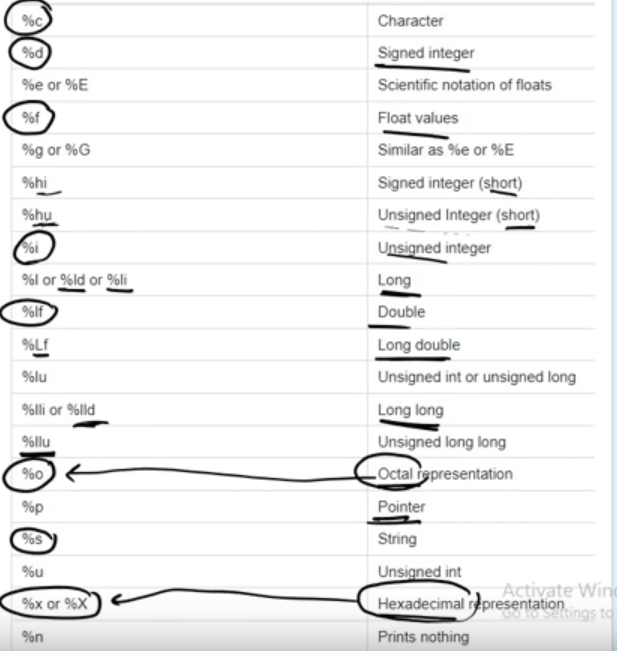 %c Character
%d Signed integer
%e or %E Scientific notation of floats
%f Float values
%g or %G Similar as %e or %E
%hi Signed integer (short)
%hu Unsigned Integer (short)
%i Unsigned integer
%l or %ld or %li Long
%lf Double
%Lf Long double
%lu Unsigned int or unsigned long
%lli or %lld Long long
%llu Unsigned long long
%o Octal representation
%p Pointer
%s String
%u Unsigned int
Activate Win
%x or %X Hexadecimal representation
Go to Settings to
%n Prints nothing